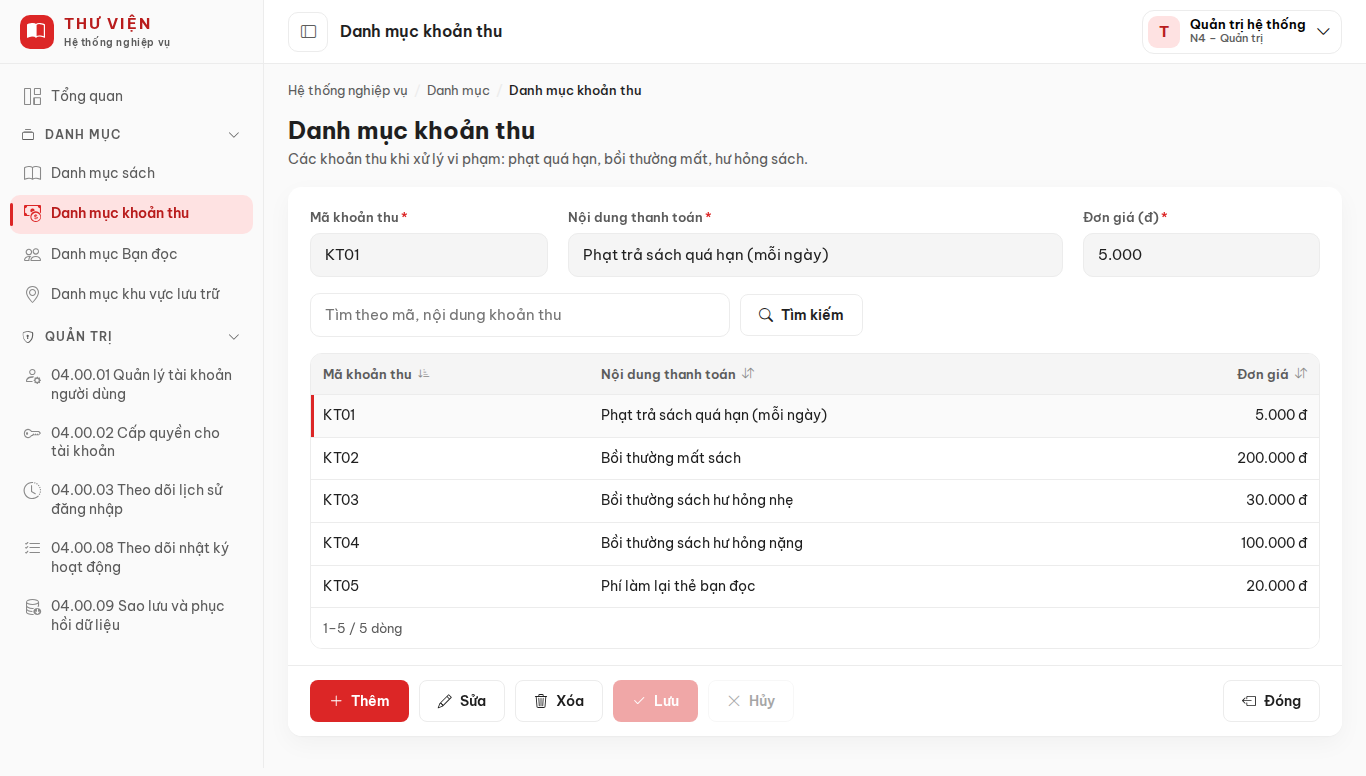 THƯ VIỆN
Hệ thống nghiệp vụ
Tổng quan
DANH MỤC
Danh mục sách
Danh mục khoản thu
Danh mục Bạn đọc
Danh mục khu vực lưu trữ
QUẢN TRỊ
04.00.01 Quản lý tài khoản
người dùng
04.00.02 Cấp quyền cho
tài khoản
04.00.03 Theo dõi lịch sử
đăng nhập
04.00.08 Theo dõi nhật ký
hoạt động
04.00.09 Sao lưu và phục
hồi dữ liệu
Danh mục khoản thu
T
Quản trị hệ thống
N4 – Quản trị
Hệ thống nghiệp vụ / Danh mục / Danh mục khoản thu
Danh mục khoản thu
Các khoản thu khi xử lý vi phạm: phạt quá hạn, bồi thường mất, hư hỏng sách.
Mã khoản thu * Nội dung thanh toán * Đơn giá (đ) *
KT01 Phạt trả sách quá hạn (mỗi ngày) 5.000
Tìm theo mã, nội dung khoản thu Tìm kiếm
Mã khoản thu Nội dung thanh toán Đơn giá
KT01 Phạt trả sách quá hạn (mỗi ngày) 5.000 đ
KT02 Bồi thường mất sách 200.000 đ
KT03 Bồi thường sách hư hỏng nhẹ 30.000 đ
KT04 Bồi thường sách hư hỏng nặng 100.000 đ
KT05 Phí làm lại thẻ bạn đọc 20.000 đ
1–5 / 5 dòng
Thêm Sửa Xóa Lưu Hủy Đóng